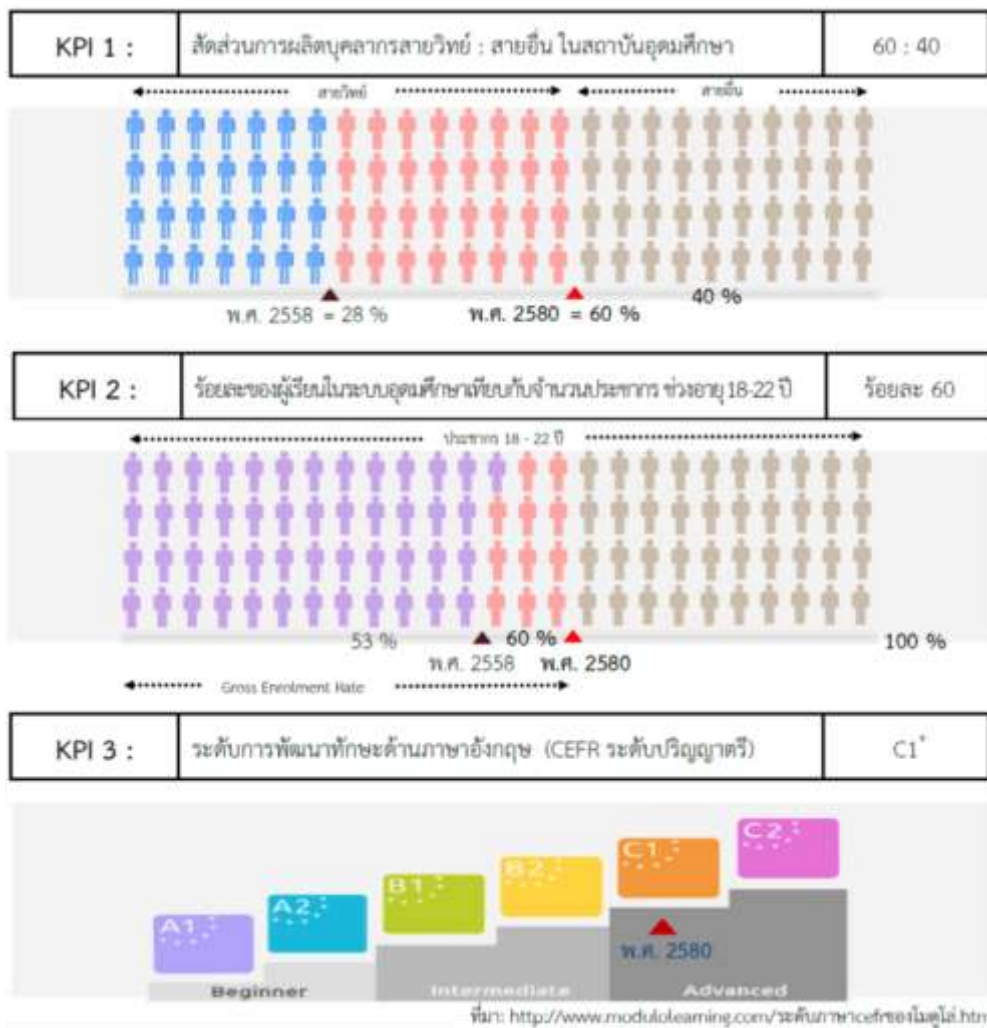 KPI 1 : สัดส่วนการผลิตบุคลากรสายวิทย์ : สายอื่น ในสถาบันอุดมศึกษา 60 : 40
สายวิทย์ สายอื่น
40 %
พ.ศ. 2558 = 28 % พ.ศ. 2580 = 60 %
KPI 2 : ร้อยละของผู้เรียนในระบบอุดมศึกษาเทียบกับจำนวนประชากร ช่วงอายุ 18-22 ปี ร้อยละ 60
ประชากร 18 - 22 ปี
53 % 60 % 100 %
พ.ศ. 2558 พ.ศ. 2580
Gross Enrolment Rate
KPI 3 : ระดับการพัฒนาทักษะด้านภาษาอังกฤษ (CEFR ระดับปริญญาตรี) C1+
A1 A2 B1 B2 C1 C2
พ.ศ. 2580
Beginner Intermediate Advanced
ที่มา: http://www.modulolearning.com/ระดับภาษาcefrของโมดูโล่.htm